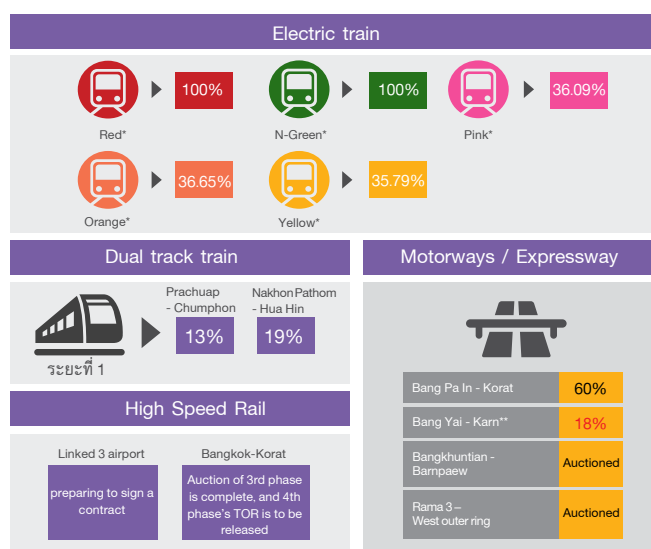 Electric train
100%
100%
36.09%
Red*
N-Green*
Pink*
36.65%
35.79%
Orange*
Yellow*
Dual track train
Prachuap
- Chumphon
Nakhon Pathom
- Hua Hin
13%
19%
ระยะที่ 1
High Speed Rail
Linked 3 airport
preparing to sign a
contract
Bangkok-Korat
Auction of 3rd phase
is complete, and 4th
phase's TOR is to be
released
Motorways / Expressway
Bang Pa In - Korat
60%
Bang Yai - Karn**
18%
Bangkhuntian -
Barnpaew
Auctioned
Rama 3 –
West outer ring
Auctioned